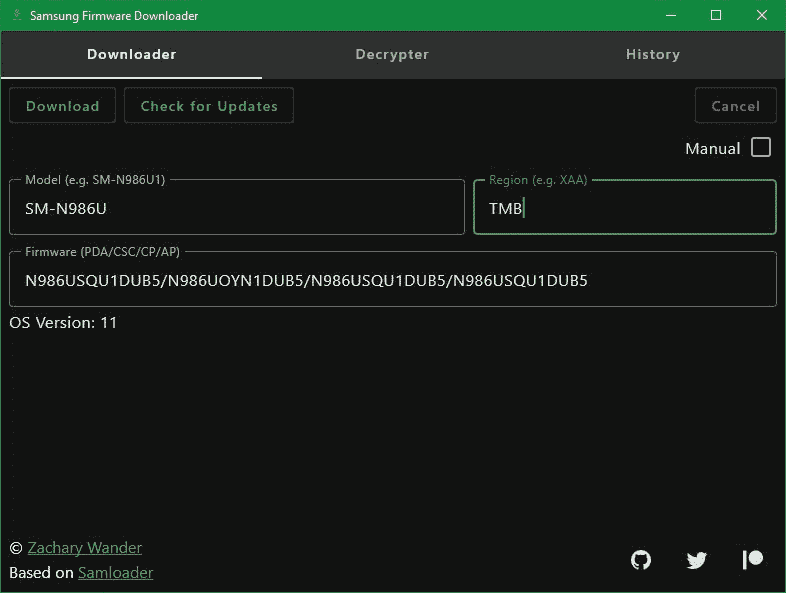 Samsung Firmware Downloader
Downloader Decrypter History
Download Check for Updates Cancel
Manual
Model (e.g. SM-N986U1) Region (e.g. XAA)
SM-N986U TMB
Firmware (PDA/CSC/CP/AP)
N986USQU1DUB5/N986UOYN1DUB5/N986USQU1DUB5/N986USQU1DUB5
OS Version: 11
© Zachary Wander
Based on Samloader